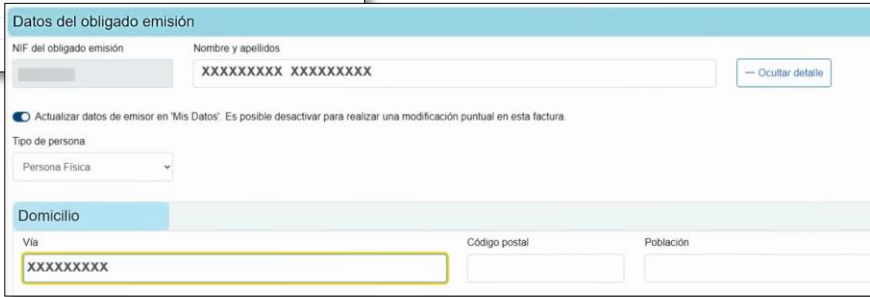 Datos del obligado emisión
NIF del obligado emisión Nombre y apellidos
XXXXXXXXX XXXXXXXXX — Ocultar detalle
Actualizar datos de emisor en 'Mis Datos'. Es posible desactivar para realizar una modificación puntual en esta factura.
Tipo de persona
Persona Física
Domicilio
Vía Código postal Población
XXXXXXXXX